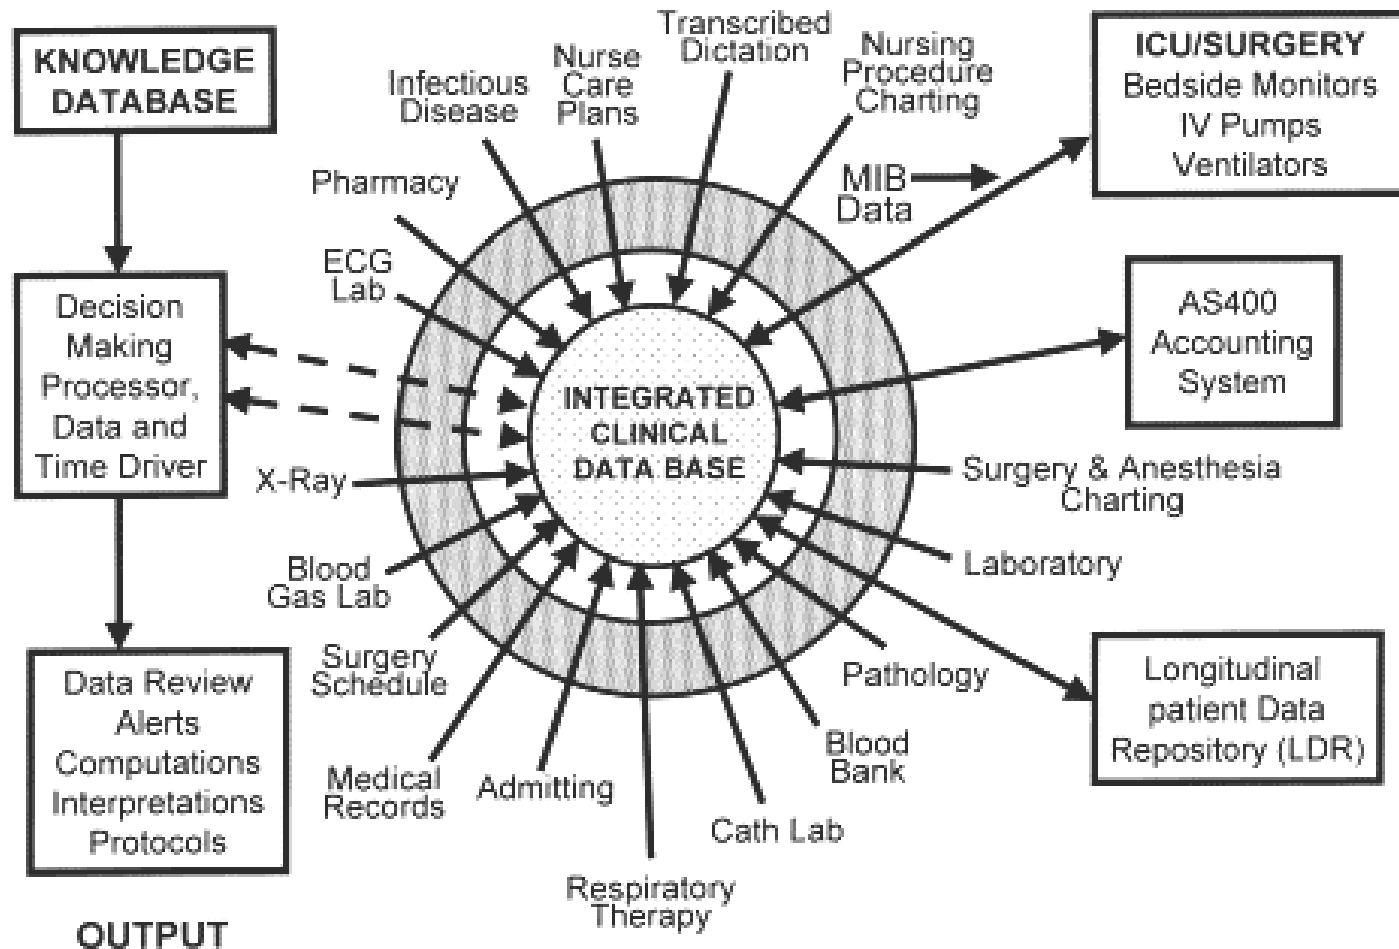 KNOWLEDGE
DATABASE
Decision
Making
Processor,
Data and
Time Driver
Data Review
Alerts
Computations
Interpretations
Protocols
OUTPUT
Pharmacy
ECG
Lab
Infectious
Disease
Nurse
Care
Plans
Transcribed
Dictation
Nursing
Procedure
Charting
MIB
Data
ICU/SURGERY
Bedside Monitors
IV Pumps
Ventilators
AS400
Accounting
System
INTEGRATED
CLINICAL
DATA BASE
Surgery & Anesthesia
Charting
Laboratory
Longitudinal
patient Data
Repository (LDR)
Pathology
Blood
Bank
Cath Lab
Respiratory
Therapy
Admitting
Medical
Records
Surgery
Schedule
Blood
Gas Lab
X-Ray